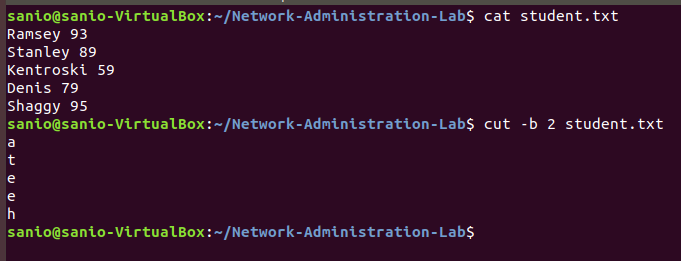 sanio@sanio-VirtualBox:~/Network-Administration-Lab$ cat student.txt
Ramsey 93
Stanley 89
Kentroski 59
Denis 79
Shaggy 95
sanio@sanio-VirtualBox:~/Network-Administration-Lab$ cut -b 2 student.txt
a
t
e
e
h
sanio@sanio-VirtualBox:~/Network-Administration-Lab$